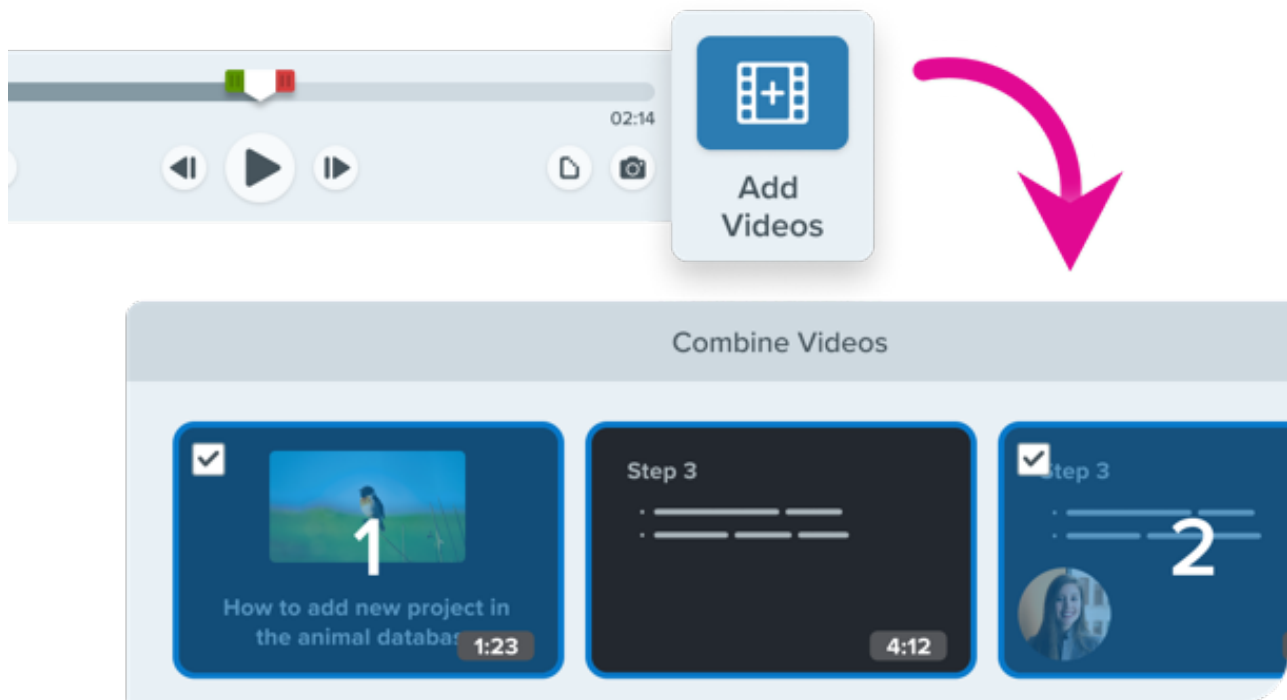 02:14
Add
Videos
Combine Videos
1
How to add new project in
the animal
1:23
Step 3
4:12
Step 3
2